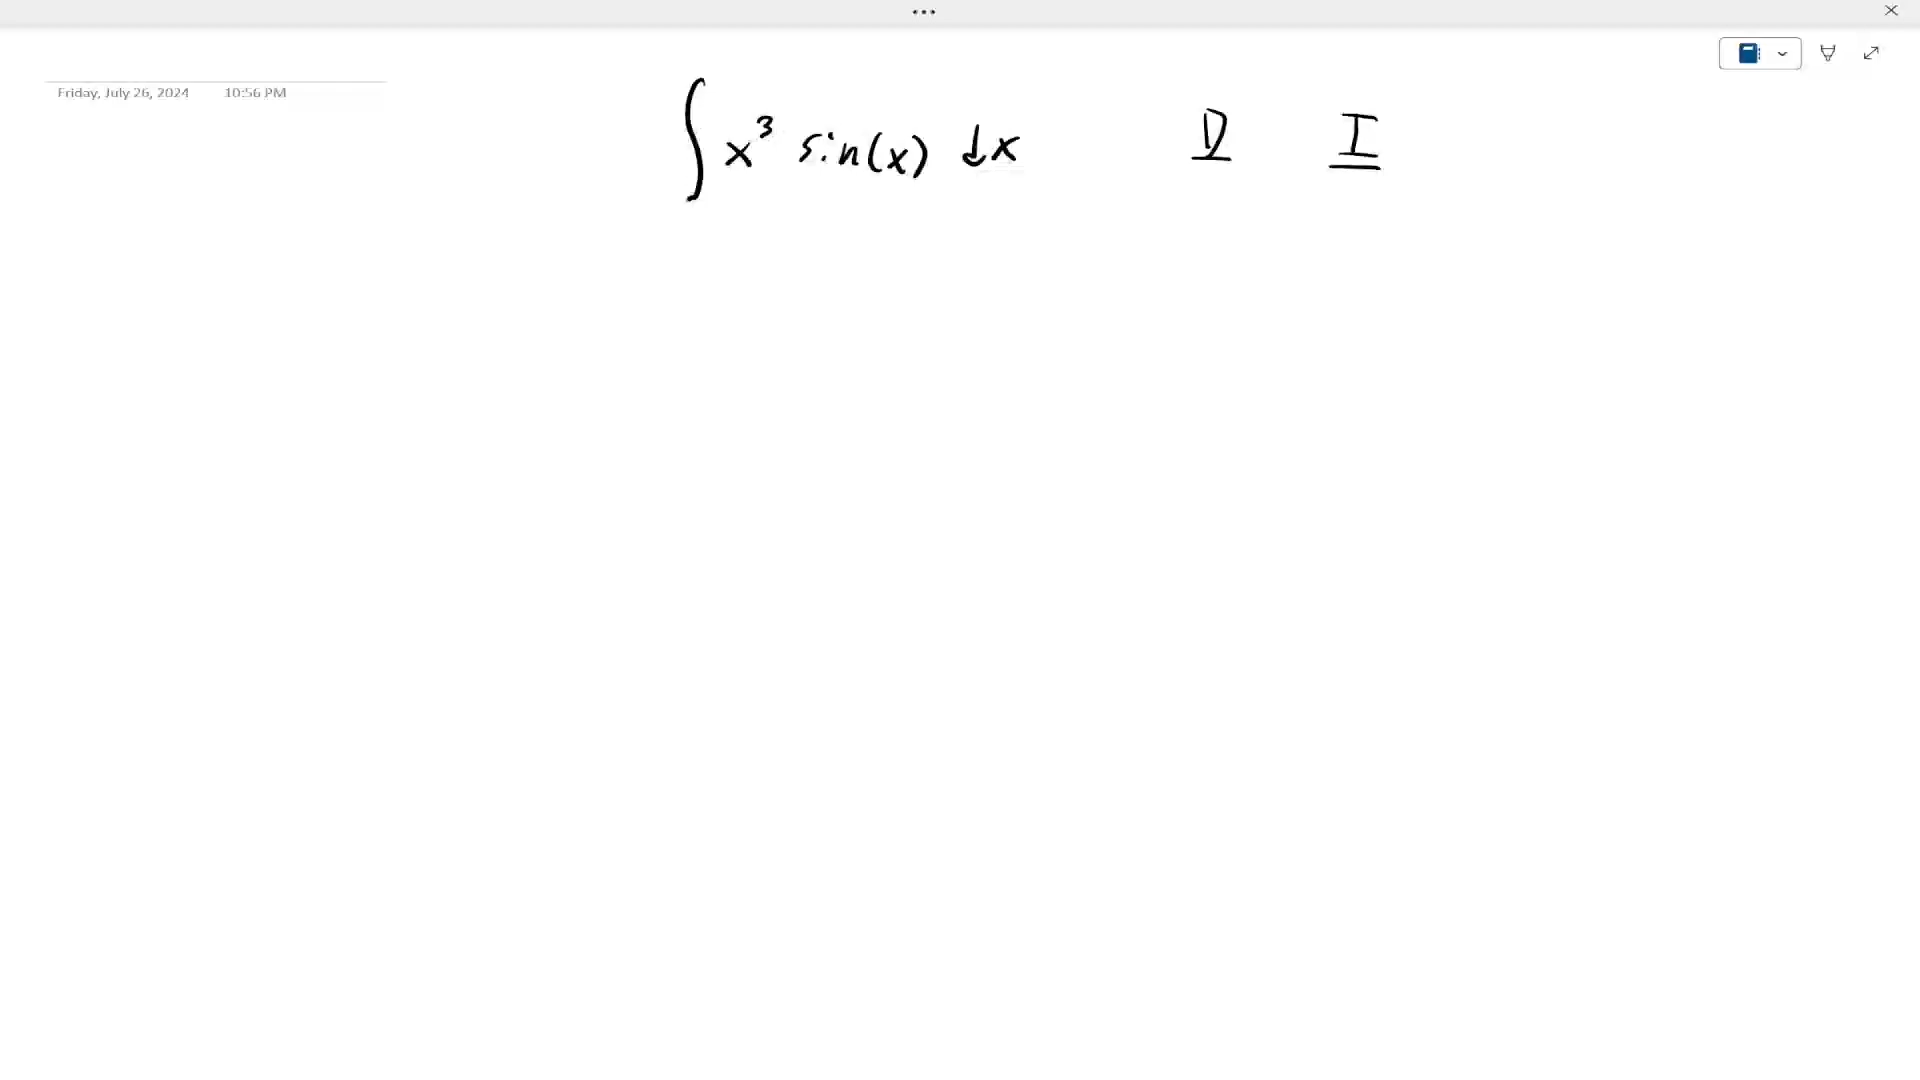 •••
Friday, July 26, 2024 10:56 PM
∫ x³ sin(x) dx D I